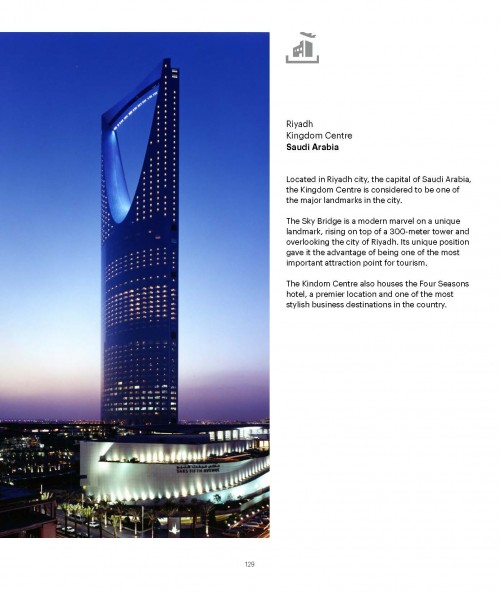 Riyadh
Kingdom Centre
Saudi Arabia
Located in Riyadh city, the capital of Saudi Arabia,
the Kingdom Centre is considered to be one of
the major landmarks in the city.
The Sky Bridge is a modern marvel on a unique
landmark, rising on top of a 300-meter tower and
overlooking the city of Riyadh. Its unique position
gave it the advantage of being one of the most
important attraction point for tourism.
The Kindom Centre also houses the Four Seasons
hotel, a premier location and one of the most
stylish business destinations in the country.
SAKS FIFTH AVENUE
129